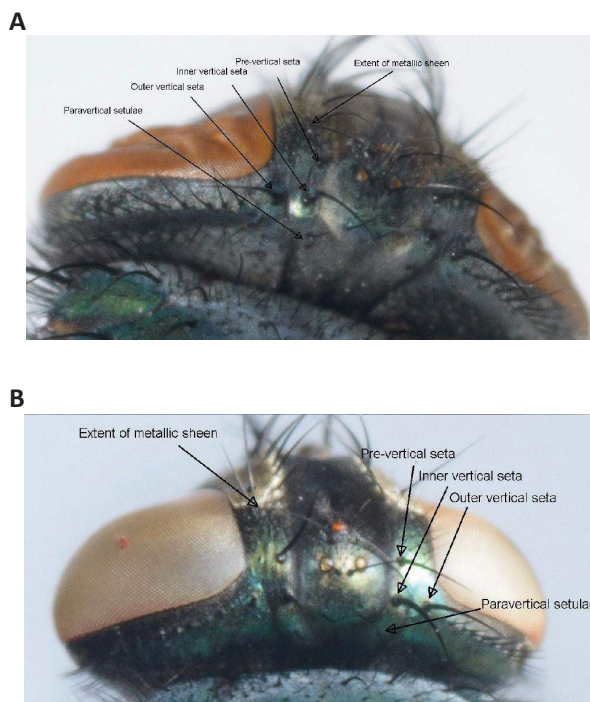 A
Pre-vertical seta
Extent of metallic sheen
Inner vertical seta
Outer vertical seta
Paravertical setulae
B
Extent of metallic sheen
Pre-vertical seta
Inner vertical seta
Outer vertical seta
Paravertical setulae